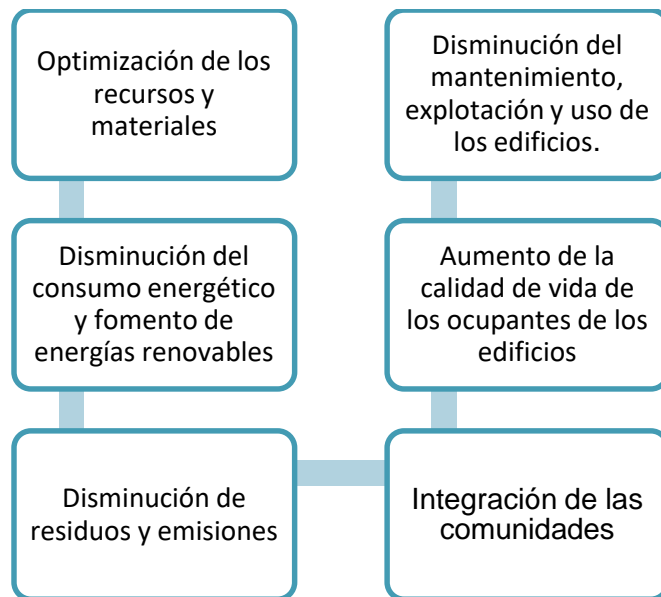 Optimización de los
recursos y
materiales
Disminución del
consumo energético
y fomento de
energías renovables
Disminución de
residuos y emisiones
Integración de las
comunidades
Aumento de la
calidad de vida de
los ocupantes de los
edificios
Disminución del
mantenimiento,
explotación y uso de
los edificios.